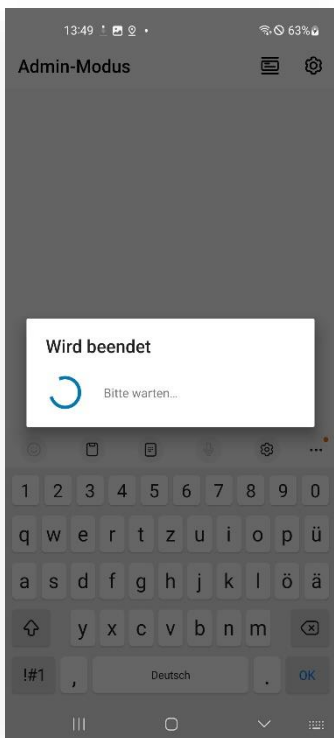 13:49 63%
Admin-Modus
Wird beendet
Bitte warten...
1 2 3 4 5 6 7 8 9 0
q w e r t z u i o p ü
a s d f g h j k l ö ä
y x c v b n m
!#1 , Deutsch . OK